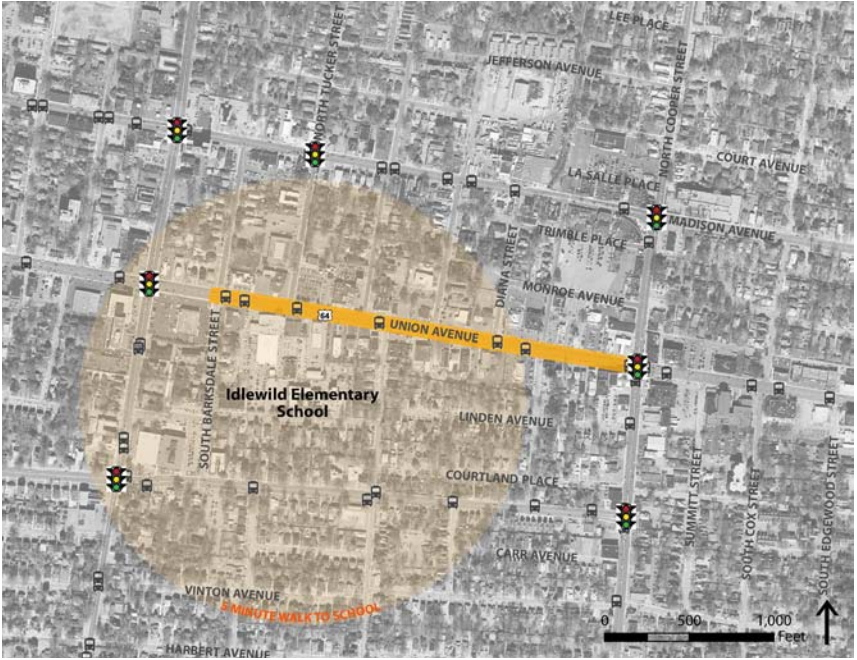 LEE PLACE
JEFFERSON AVENUE
NORTH TUCKER STREET
NORTH COOPER STREET
COURT AVENUE
LA SALLE PLACE
MADISON AVENUE
TRIMBLE PLACE
DIANA STREET
MONROE AVENUE
64
UNION AVENUE
SOUTH BARKSDALE STREET
Idlewild Elementary
School
LINDEN AVENUE
COURTLAND PLACE
SUMMITT STREET
SOUTH COX STREET
SOUTH EDGEWOOD STREET
CARR AVENUE
VINTON AVENUE
5 MINUTE WALK TO SCHOOL
HARBERT AVENUE
0 500 1,000
Feet